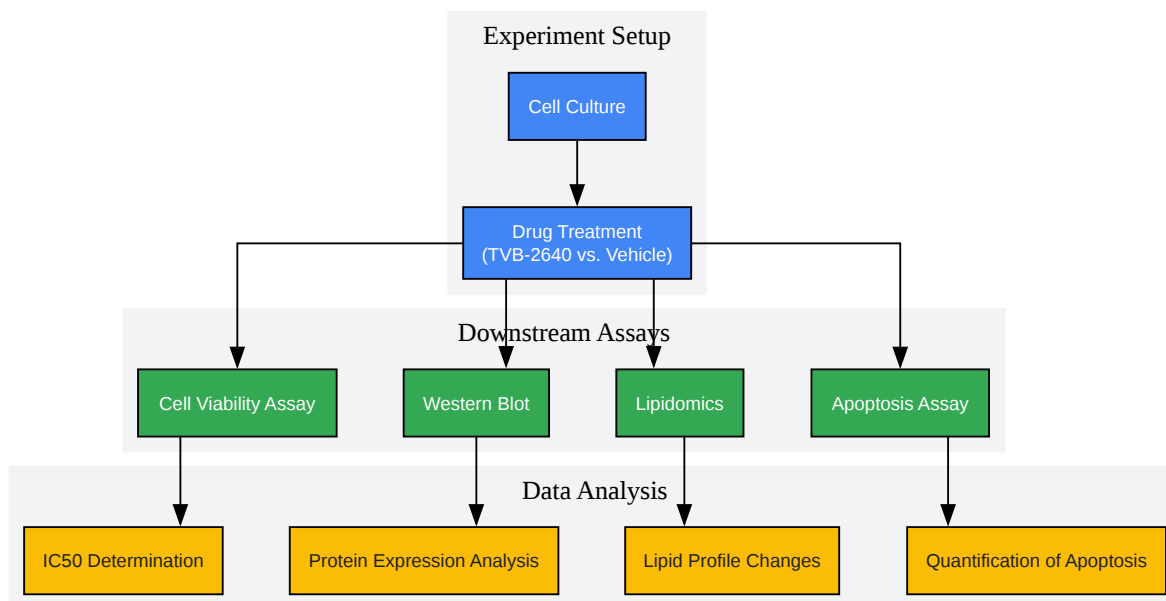 Experiment Setup
Cell Culture
Drug Treatment
(TVB-2640 vs. Vehicle)
Downstream Assays
Cell Viability Assay
Western Blot
Lipidomics
Apoptosis Assay
Data Analysis
IC50 Determination
Protein Expression Analysis
Lipid Profile Changes
Quantification of Apoptosis